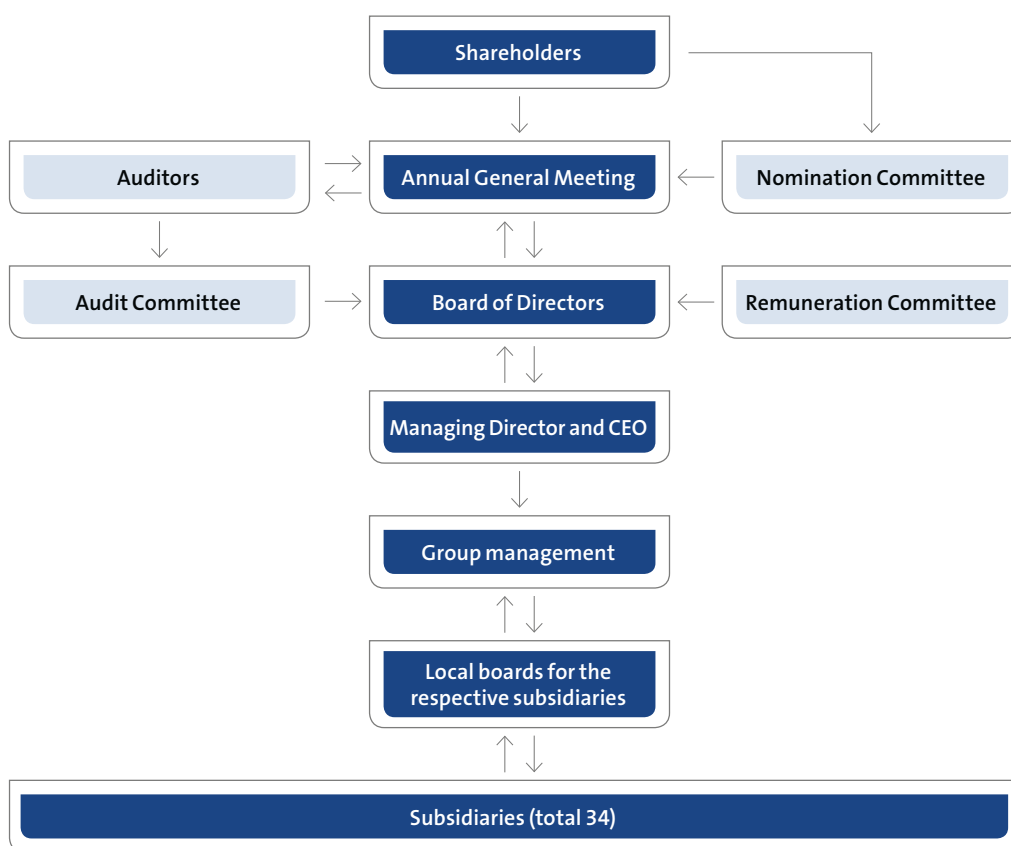 Shareholders
Auditors
Annual General Meeting
Nomination Committee
Audit Committee
Board of Directors
Remuneration Committee
Managing Director and CEO
Group management
Local boards for the
respective subsidiaries
Subsidiaries (total 34)